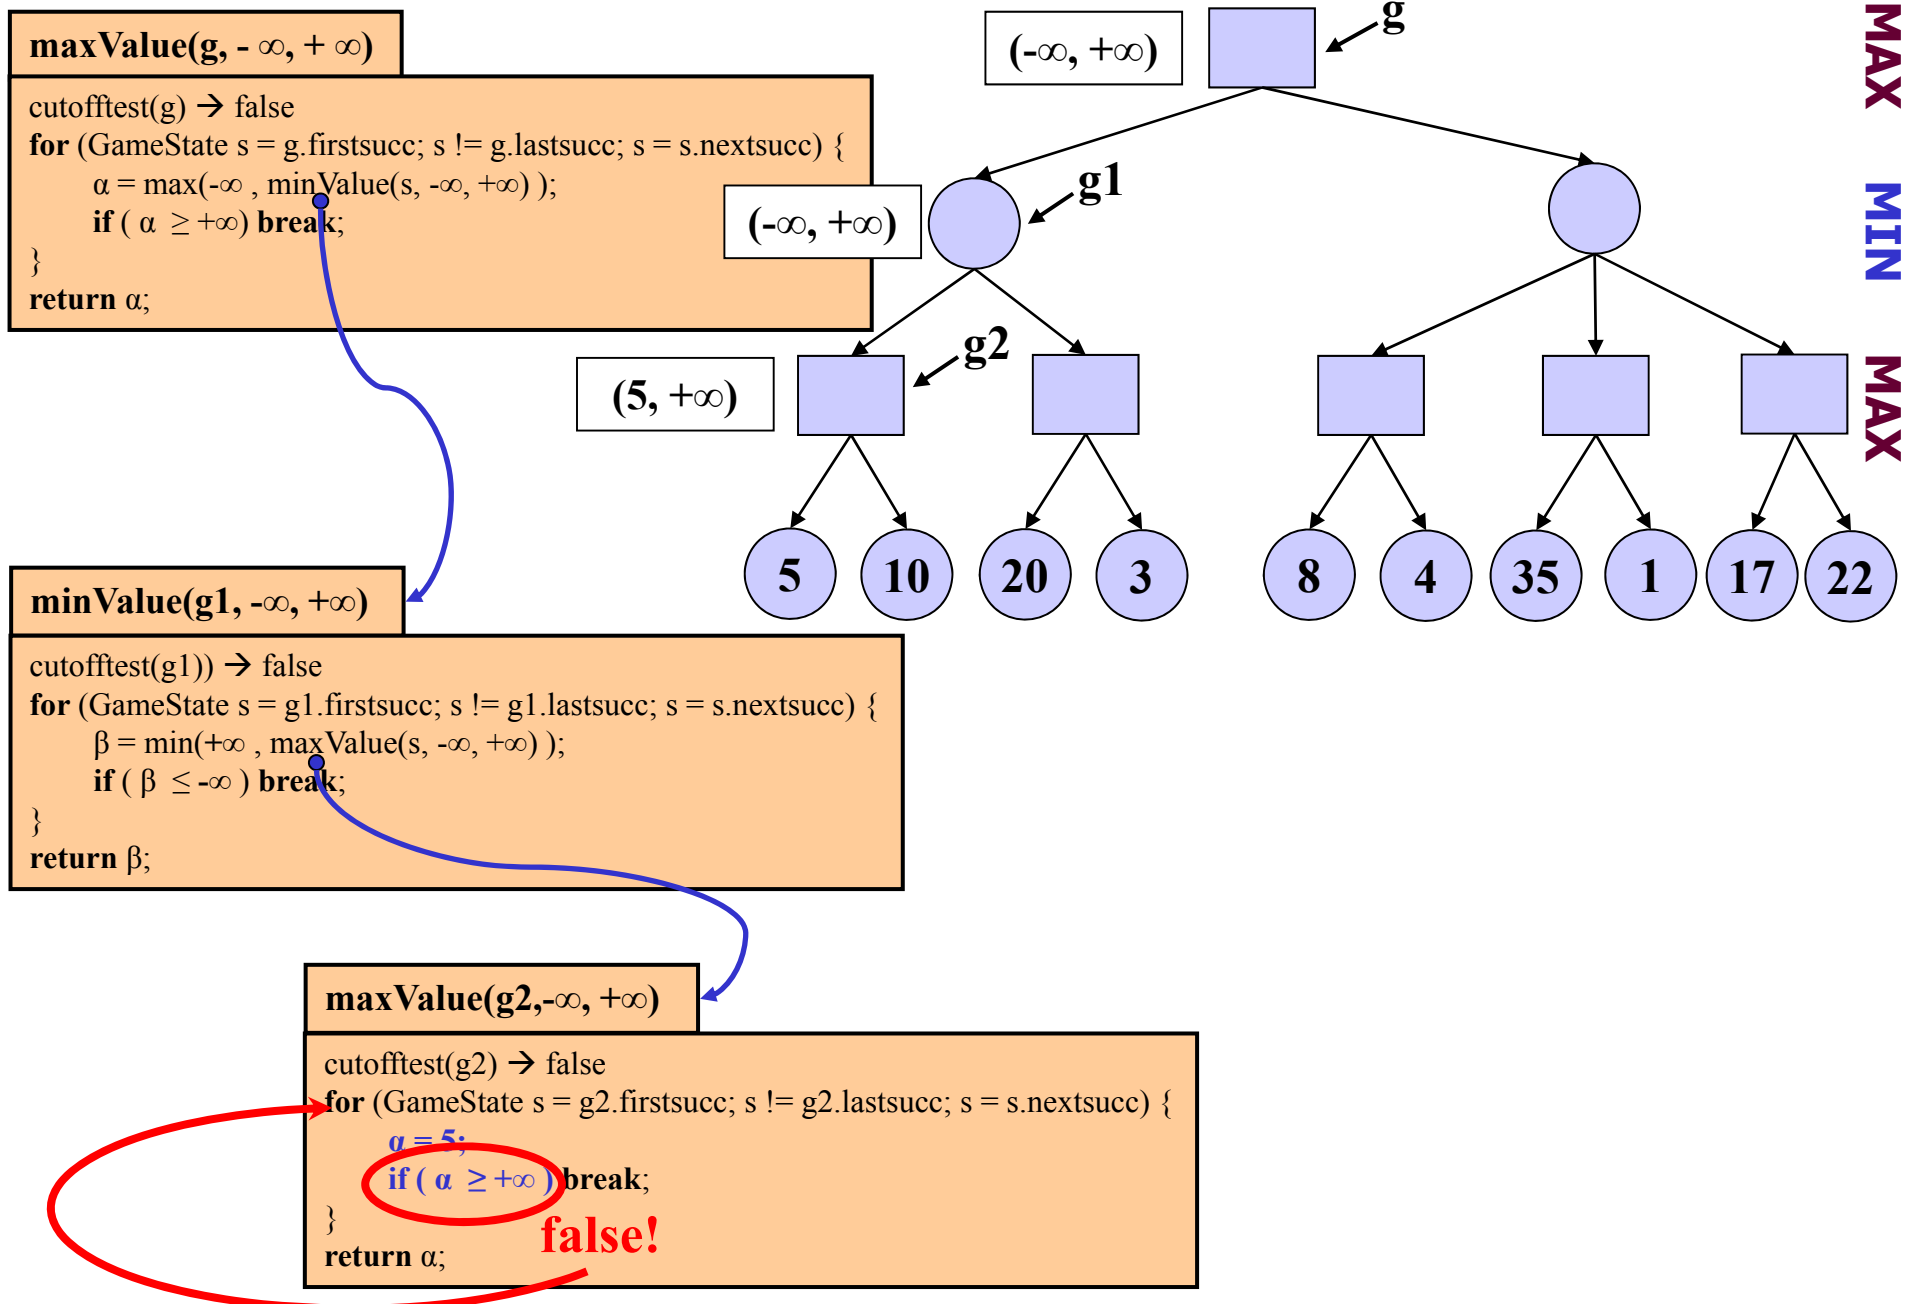 maxValue(g, - ∞, + ∞)
cutofftest(g) → false
for (GameState s = g.firstsucc; s != g.lastsucc; s = s.nextsucc) {
α = max(-∞ , minValue(s, -∞, +∞) );
if ( α ≥ +∞) break;
}
return α;
(-∞, +∞)
g
MAX
(-∞, +∞)
g1
MIN
(5, +∞)
g2
MAX
5 10 20 3 8 4 35 1 17 22
minValue(g1, -∞, +∞)
cutofftest(g1)) → false
for (GameState s = g1.firstsucc; s != g1.lastsucc; s = s.nextsucc) {
β = min(+∞ , maxValue(s, -∞, +∞) );
if ( β ≤ -∞ ) break;
}
return β;
maxValue(g2,-∞, +∞)
cutofftest(g2) → false
for (GameState s = g2.firstsucc; s != g2.lastsucc; s = s.nextsucc) {
α = 5;
if ( α ≥ +∞ ) break;
}
false!
return α;